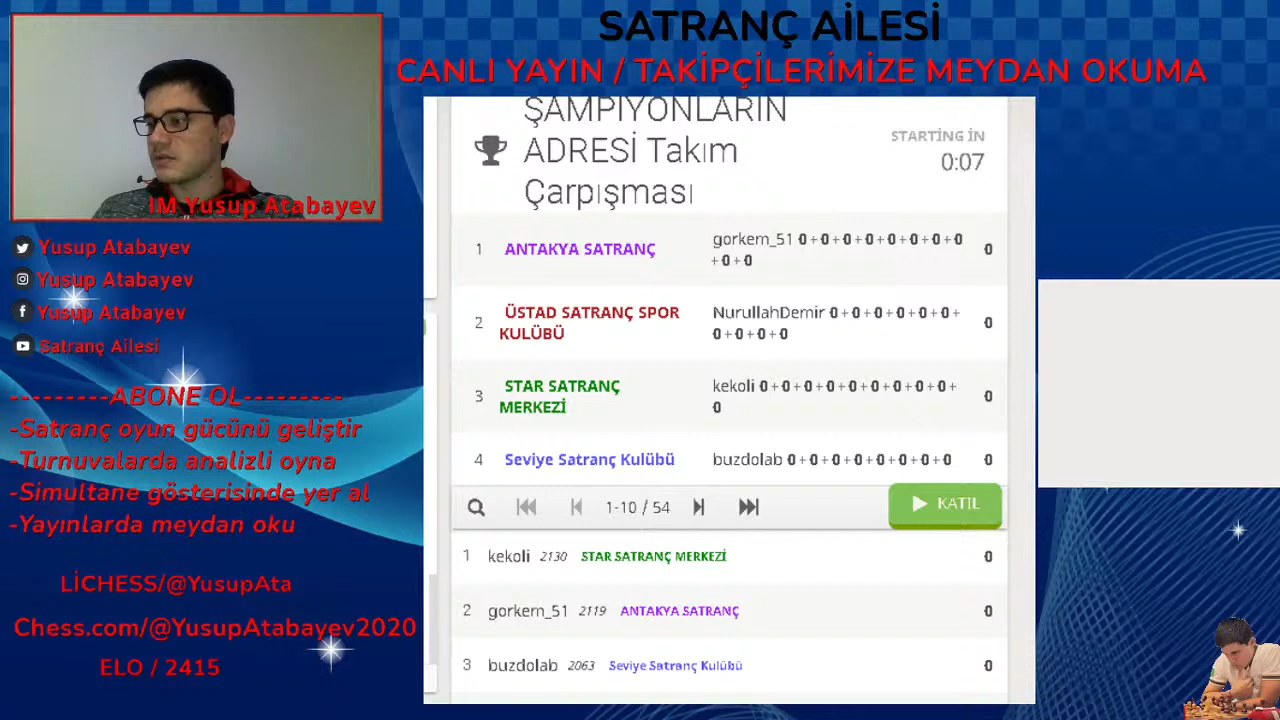 SATRANÇ AİLESİ
CANLI YAYIN / TAKİPÇİLERİMİZE MEYDAN OKUMA
IM Yusup Atabayev
Yusup Atabayev
Yusup Atabayev
Yusup Atabayev
Satranç Ailesi
---------ABONE OL---------
-Satranç oyun gücünü geliştir
-Turnuvalarda analizli oyna
-Simultane gösterisinde yer al
-Yayınlarda meydan oku
LİCHESS/@YusupAta
Chess.com/@YusupAtabayev2020
ELO / 2415
ŞAMPİYONLARIN
ADRESİ Takım
Çarpışması
STARTING İN
0:07
1 ANTAKYA SATRANÇ gorkem_51 0+0+0+0+0+0+0+0 0
+0+0
2 ÜSTAD SATRANÇ SPOR NurullahDemir 0+0+0+0+0+0+ 0
KULÜBÜ 0+0+0+0
3 STAR SATRANÇ kekoli 0+0+0+0+0+0+0+0+0+ 0
MERKEZİ 0
4 Seviye Satranç Kulübü buzdolab 0+0+0+0+0+0+0+0 0
1-10 / 54 KATIL
1 kekoli 2130 STAR SATRANÇ MERKEZİ 0
2 gorkem_51 2119 ANTAKYA SATRANÇ 0
3 buzdolab 2063 Seviye Satranç Kulübü 0